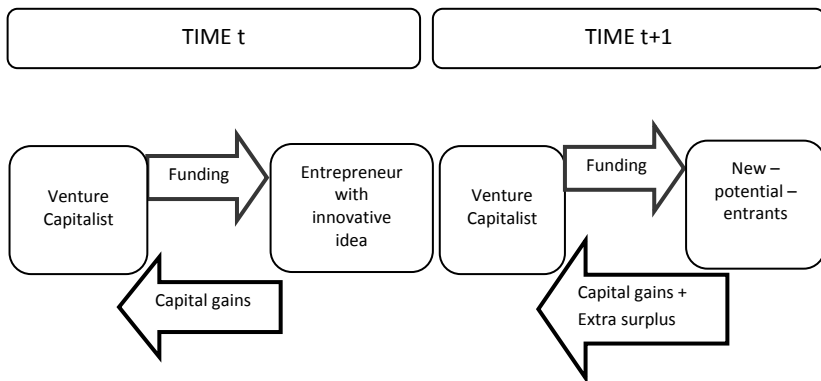 TIME t
TIME t+1
Venture
Capitalist
Funding
Entrepreneur
with
innovative
idea
Venture
Capitalist
Funding
New –
potential –
entrants
Capital gains
Capital gains +
Extra surplus